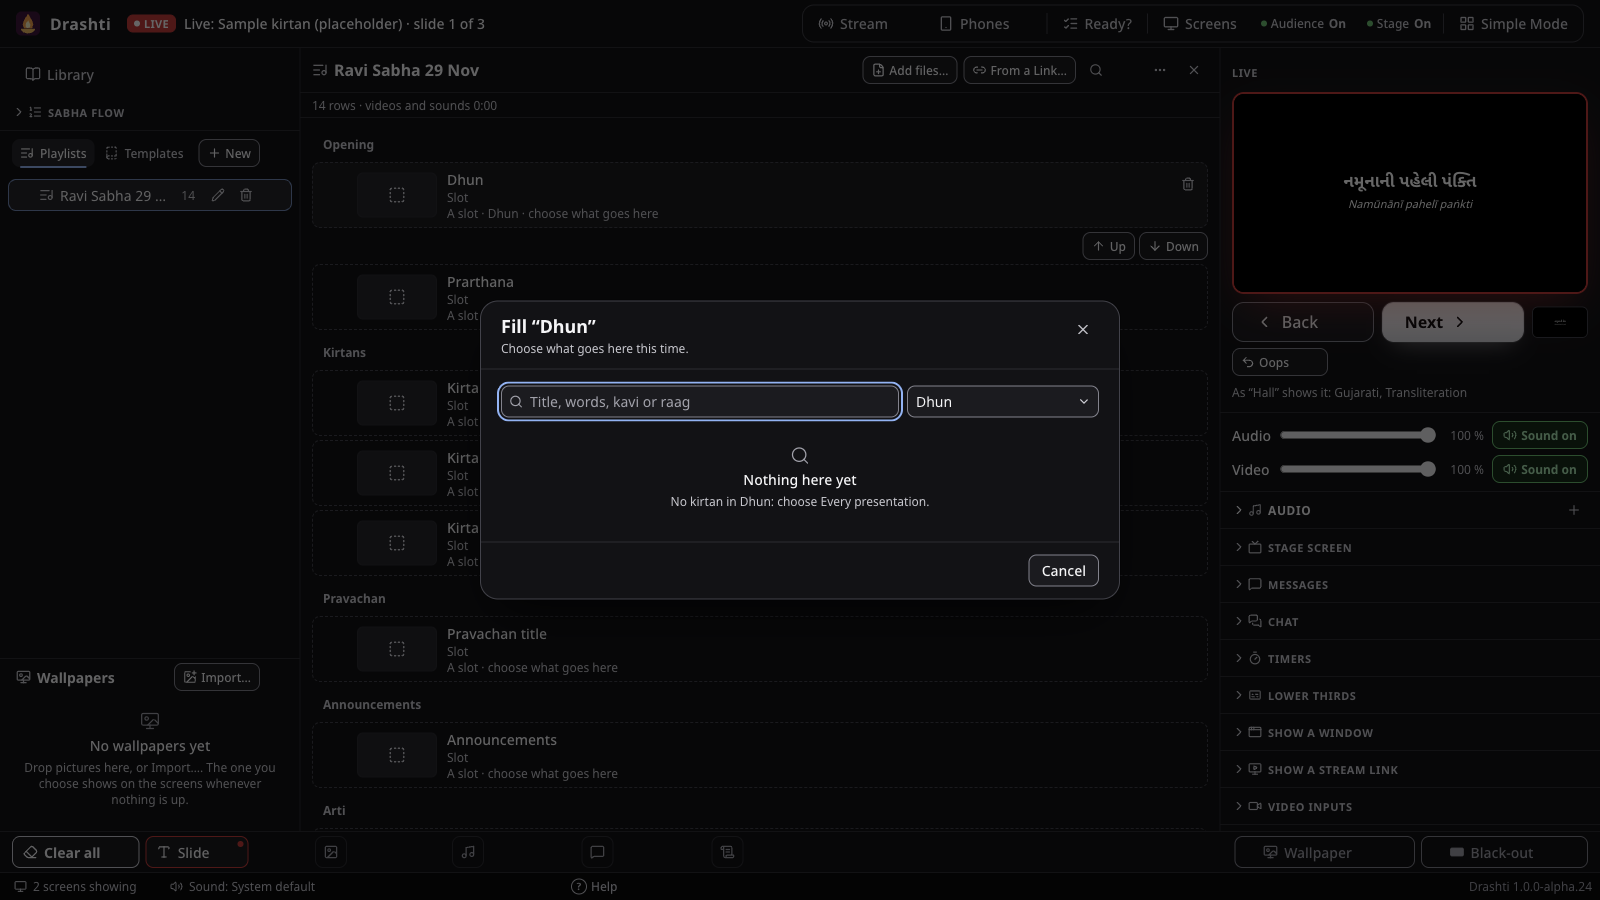 Drashti
LIVE
Live: Sample kirtan (placeholder) · slide 1 of 3
Stream
Phones
Ready?
Screens
Audience On
Stage On
Simple Mode
Library
SABHA FLOW
Playlists
Templates
New
Ravi Sabha 29 ...
14
Ravi Sabha 29 Nov
Add files...
From a Link...
14 rows · videos and sounds 0:00
Opening
Dhun
Slot
A slot · Dhun · choose what goes here
Up
Down
Prarthana
Slot
A slot
Kirtans
Kirta
Slot
A slot
Kirta
Slot
A slot
Kirta
Slot
A slot
Pravachan
Pravachan title
Slot
A slot · choose what goes here
Announcements
Announcements
Slot
A slot · choose what goes here
Arti
Fill “Dhun”
Choose what goes here this time.
Title, words, kavi or raag
Dhun
Nothing here yet
No kirtan in Dhun: choose Every presentation.
Cancel
LIVE
નમૂનાની પહેલી પંક્તિ
Namūnānī pahelī paṅkti
Back
Next
Oops
As “Hall” shows it: Gujarati, Transliteration
Audio
100 %
Sound on
Video
100 %
Sound on
AUDIO
STAGE SCREEN
MESSAGES
CHAT
TIMERS
LOWER THIRDS
SHOW A WINDOW
SHOW A STREAM LINK
VIDEO INPUTS
Wallpapers
Import...
No wallpapers yet
Drop pictures here, or Import.... The one you
choose shows on the screens whenever
nothing is up.
Clear all
Slide
Wallpaper
Black-out
2 screens showing
Sound: System default
Help
Drashti 1.0.0-alpha.24